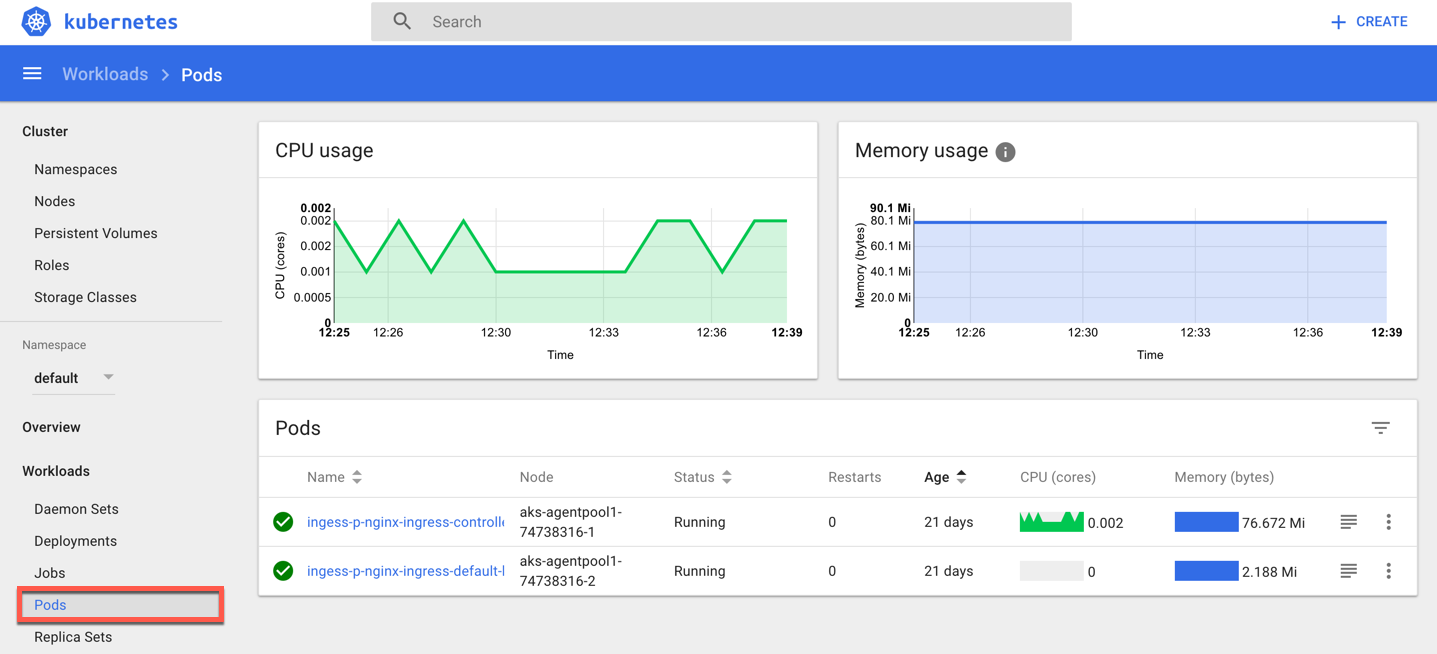 kubernetes
Search
CREATE
Workloads > Pods
Cluster
Namespaces
Nodes
Persistent Volumes
Roles
Storage Classes
Namespace
default
Overview
Workloads
Daemon Sets
Deployments
Jobs
Pods
Replica Sets
CPU usage
CPU (cores)
0.002
0.002
0.002
0.001
0.0005
0
12:25 12:26 12:30 12:33 12:36 12:39
Time
Memory usage
Memory (bytes)
90.1 Mi
80.1 Mi
60.1 Mi
40.1 Mi
20.0 Mi
0
12:25 12:26 12:30 12:33 12:36 12:39
Time
Pods
Name Node Status Restarts Age CPU (cores) Memory (bytes)
ingess-p-nginx-ingress-controlle aks-agentpool1- Running 0 21 days 0.002 76.672 Mi
74738316-1
ingess-p-nginx-ingress-default- aks-agentpool1- Running 0 21 days 0 2.188 Mi
74738316-2